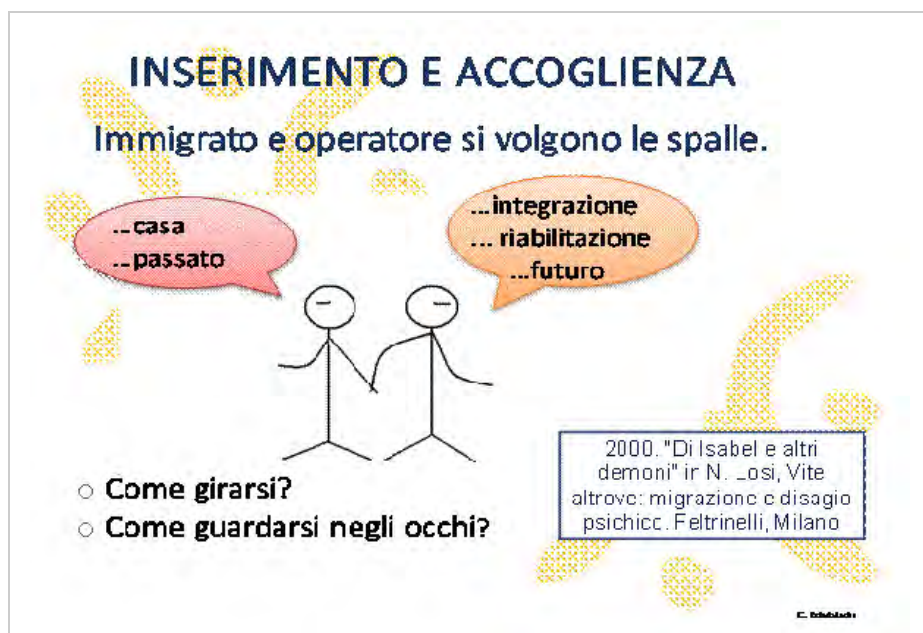 INSERIMENTO E ACCOGLIENZA
Immigrato e operatore si volgono le spalle.
...casa
...passato
...integrazione
... riabilitazione
...futuro
Come girarsi?
Come guardarsi negli occhi?
2000. "Di Isabel e altri
demoni" in N. Losi, Vite
altrove: migrazione e disagio
psichico. Feltrinelli, Milano